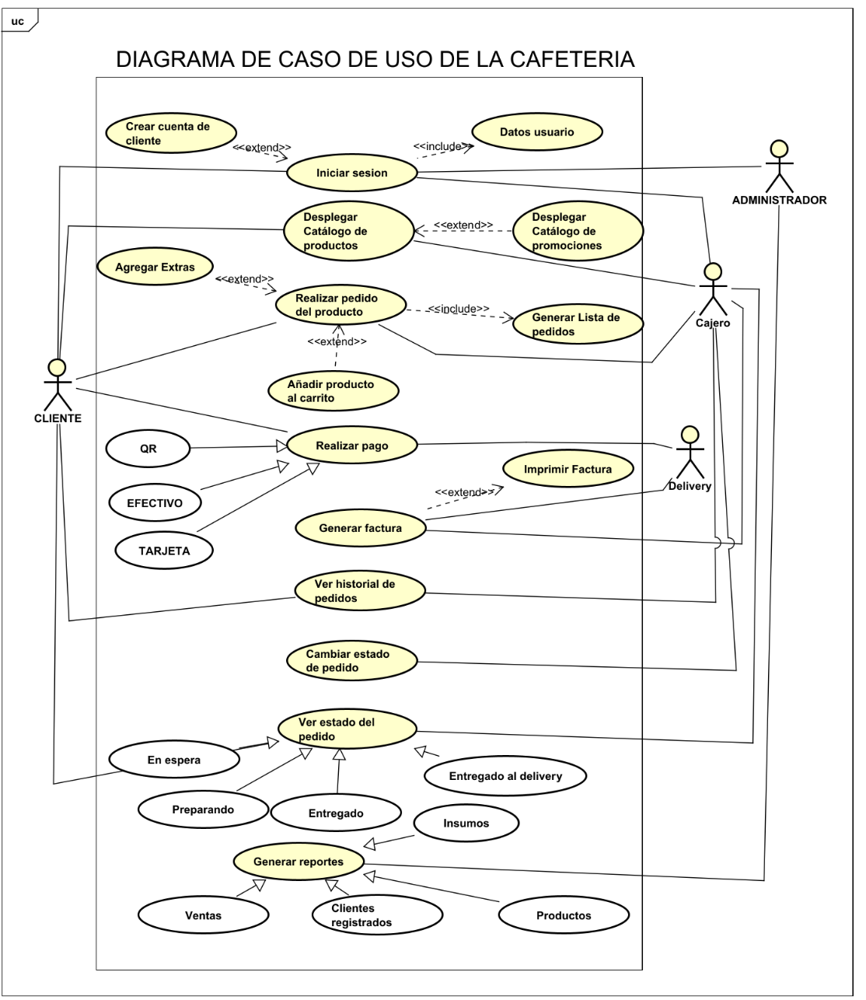 uc
DIAGRAMA DE CASO DE USO DE LA CAFETERIA
Crear cuenta de
cliente
<<extend>>
<<include>>
Datos usuario
Iniciar sesion
ADMINISTRADOR
Desplegar
Catálogo de
productos
<<extend>>
Desplegar
Catálogo de
promociones
Agregar Extras
<<extend>>
Realizar pedido
del producto
<<include>>
Generar Lista de
pedidos
Cajero
<<extend>>
Añadir producto
al carrito
CLIENTE
QR
Realizar pago
Imprimir Factura
Delivery
EFECTIVO
<<extend>>
Generar factura
TARJETA
Ver historial de
pedidos
Cambiar estado
de pedido
Ver estado del
pedido
En espera
Entregado al delivery
Preparando
Entregado
Insumos
Generar reportes
Ventas
Clientes
registrados
Productos